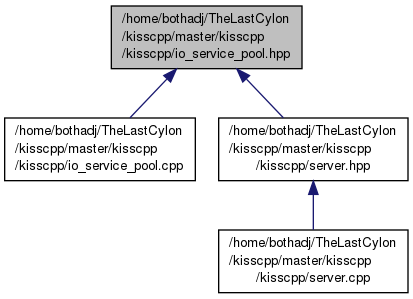 /home/bothadj/TheLastCylon
/kisscpp/master/kisscpp
/kisscpp/io_service_pool.hpp
/home/bothadj/TheLastCylon
/kisscpp/master/kisscpp
/kisscpp/io_service_pool.cpp
/home/bothadj/TheLastCylon
/kisscpp/master/kisscpp
/kisscpp/server.hpp
/home/bothadj/TheLastCylon
/kisscpp/master/kisscpp
/kisscpp/server.cpp